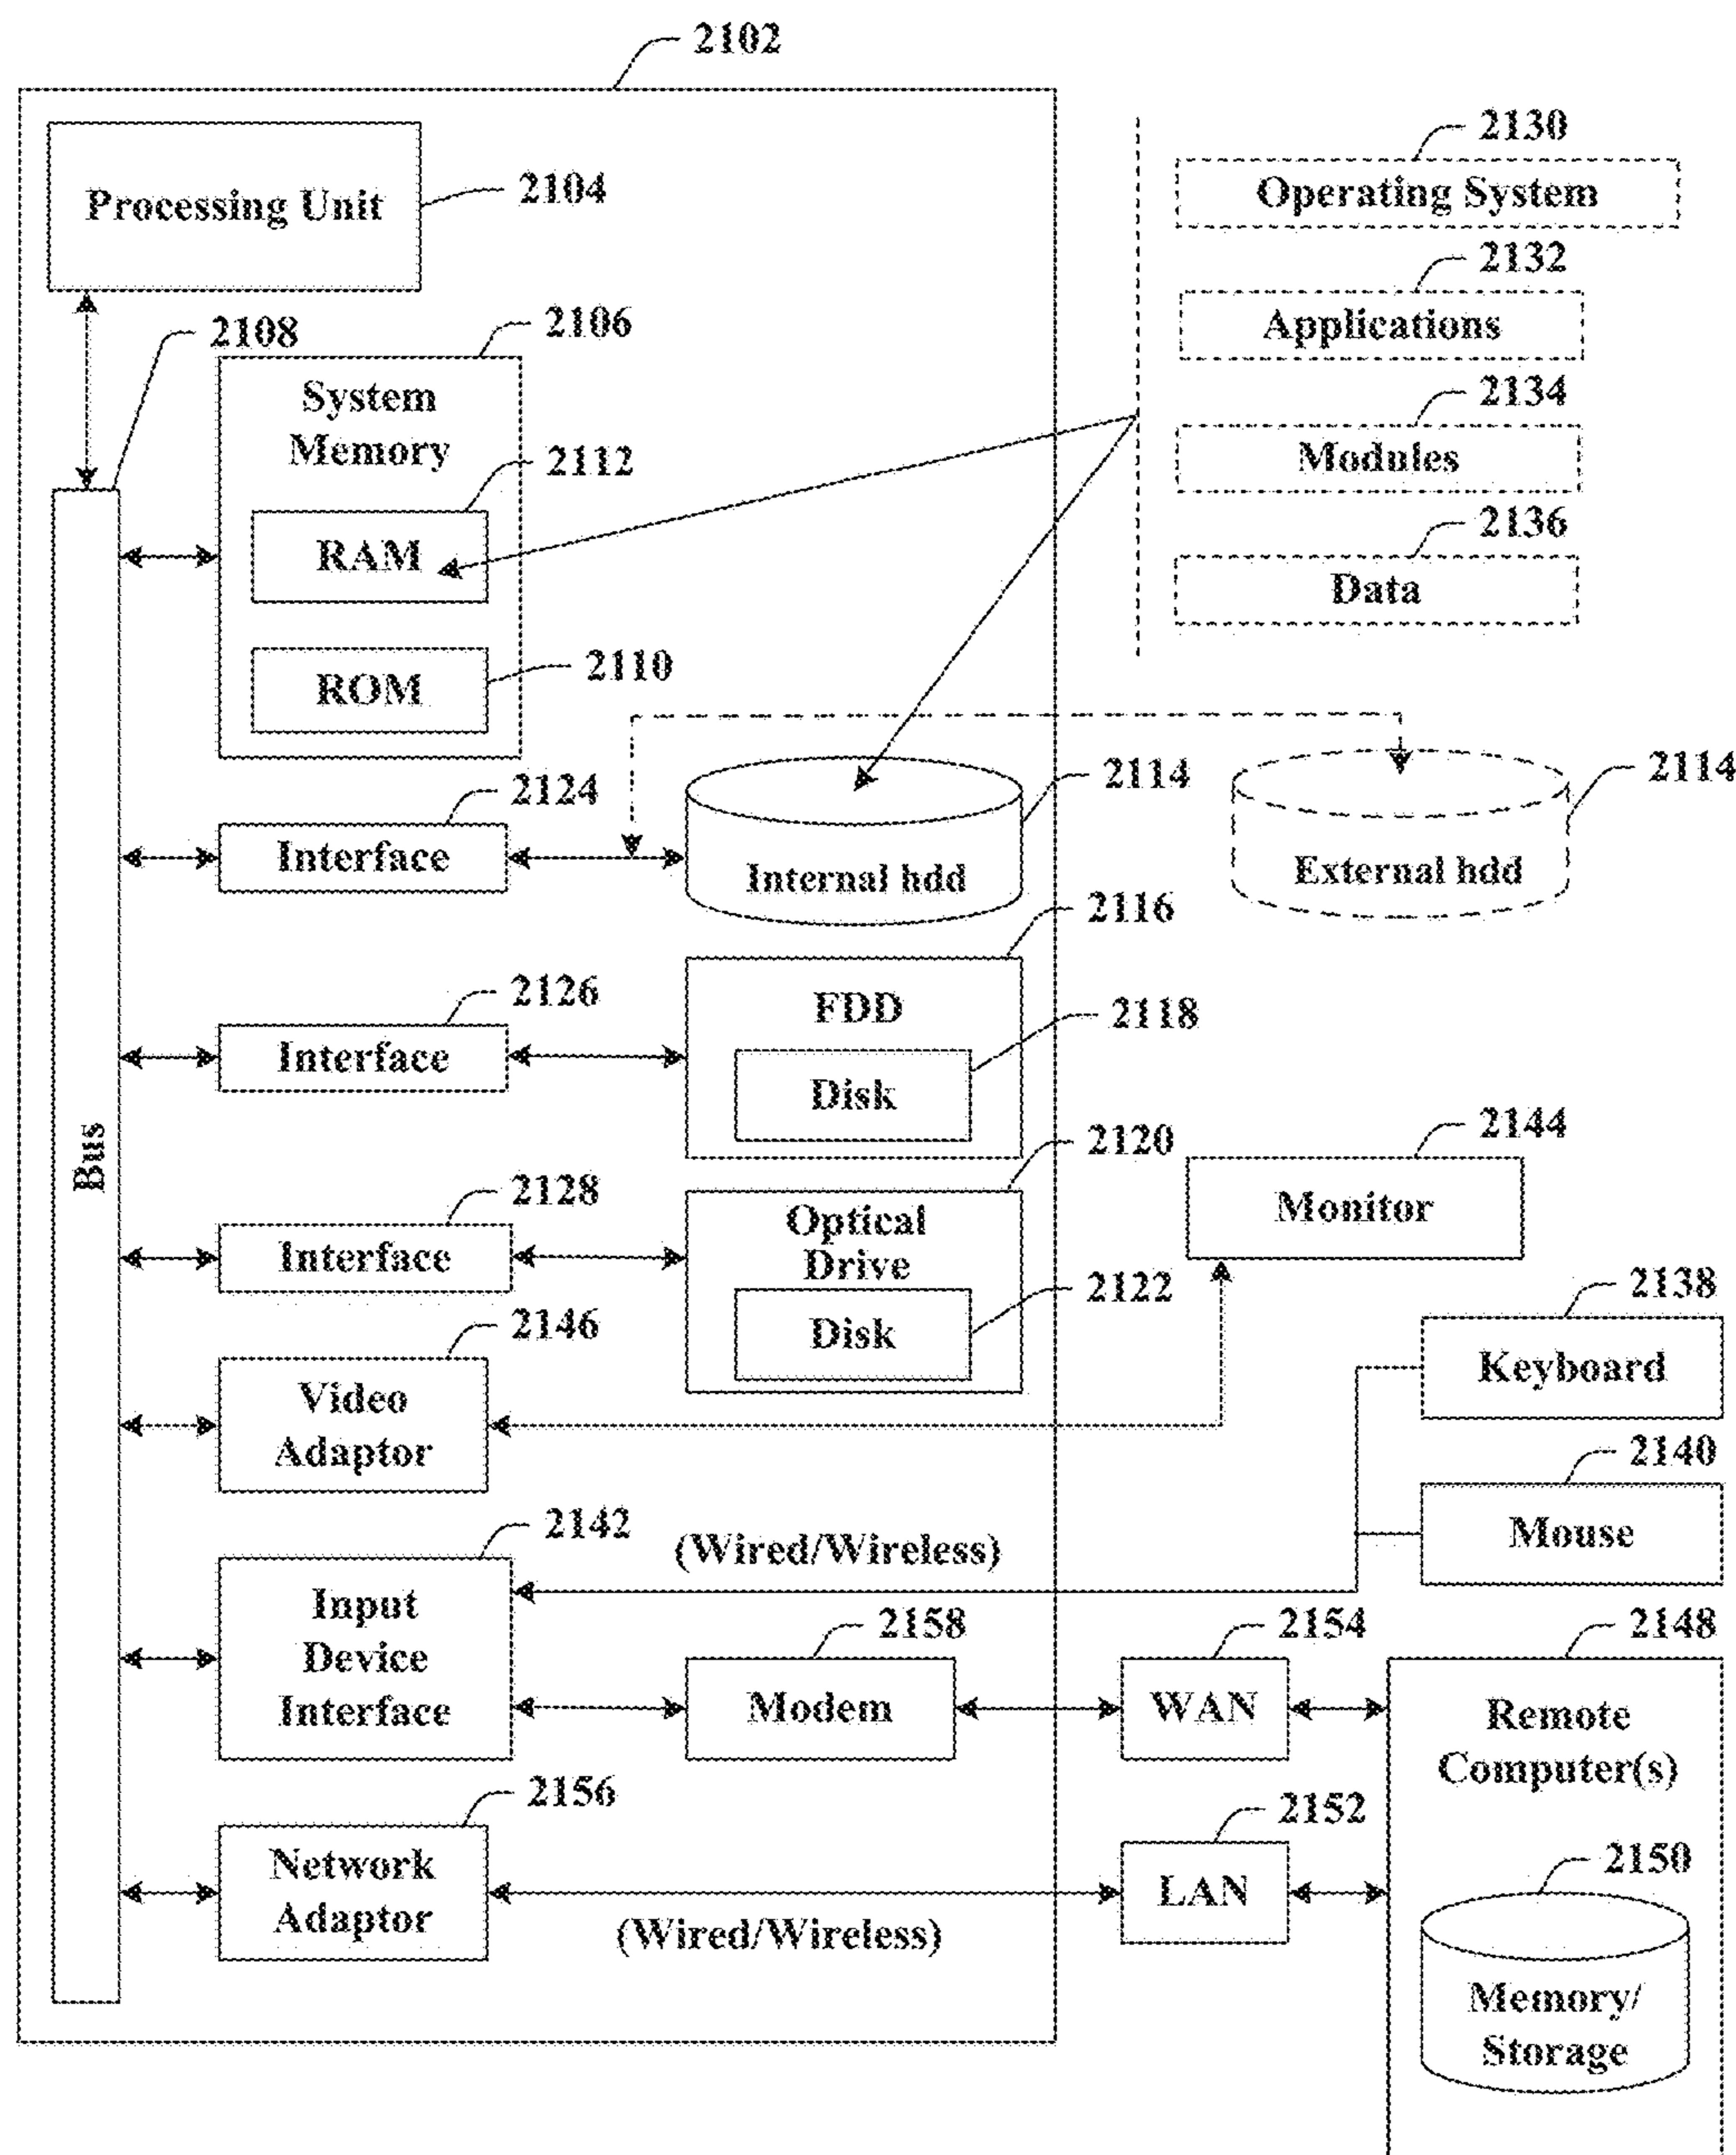 2102
2130
Processing Unit
2104
Operating System
2132
2108
2106
Applications
System
Memory
2134
2112
Modules
RAM
2136
Data
2110
ROM
2124
2114
2114
Interface
Internal hdd
External hdd
2116
2126
FDD
2118
Interface
Disk
Bus
2120
2144
2128
Optical
Drive
Monitor
Interface
2122
2138
2146
Disk
Keyboard
Video
Adaptor
2140
2142
(Wired/Wireless)
Mouse
Input
Device
Interface
2158
2154
2148
Modem
WAN
Remote
Computer(s)
2156
2152
Network
Adaptor
LAN
2150
(Wired/Wireless)
Memory/
Storage